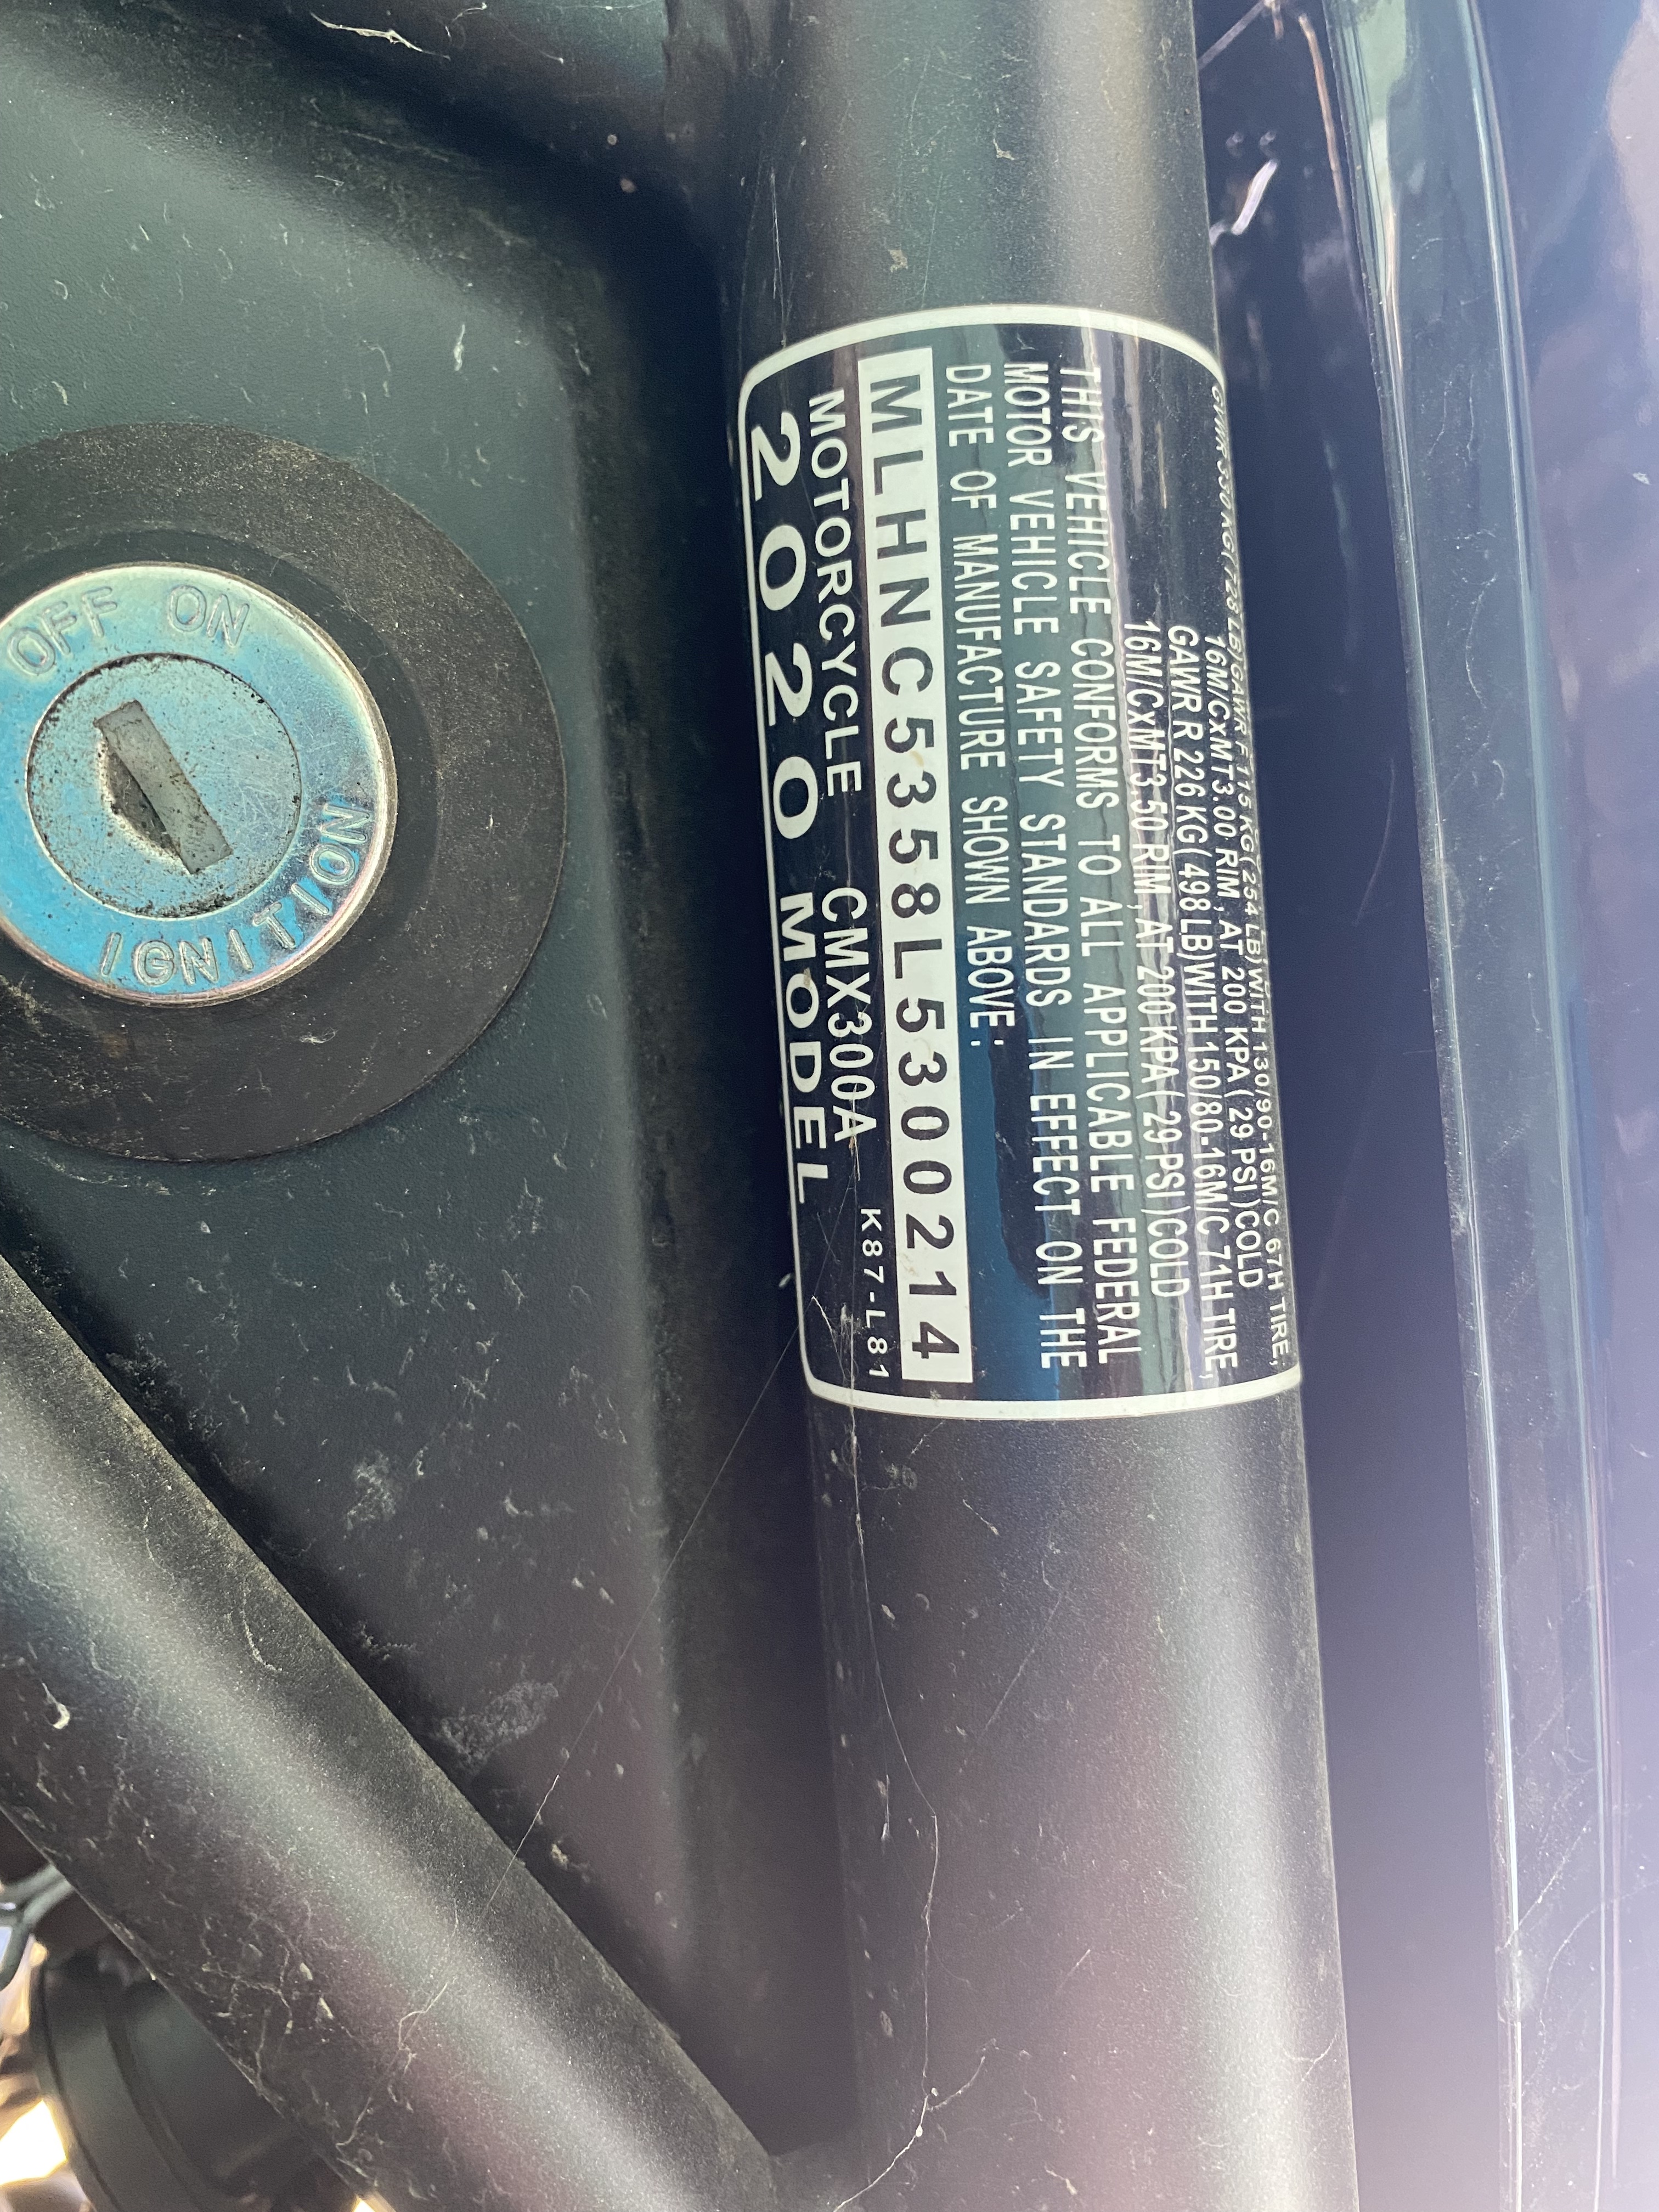 GVWR 330 KG(728 LB)GAWR F 115 KG(254 LB)WITH 130/90-16M/C 67H TIRE,
16M/CxMT3.00 RIM, AT 200 KPA( 29 PSI )COLD
GAWR R 226 KG(498 LB)WITH 150/80-16M/C 71H TIRE,
16M/CxMT3.50 RIM, AT 200 KPA( 29 PSI )COLD
THIS VEHICLE CONFORMS TO ALL APPLICABLE FEDERAL
MOTOR VEHICLE SAFETY STANDARDS IN EFFECT ON THE
DATE OF MANUFACTURE SHOWN ABOVE.
MLHNC5358L5300214
MOTORCYCLE CMX300A K87-L81
2020 MODEL
OFF ON
IGNITION